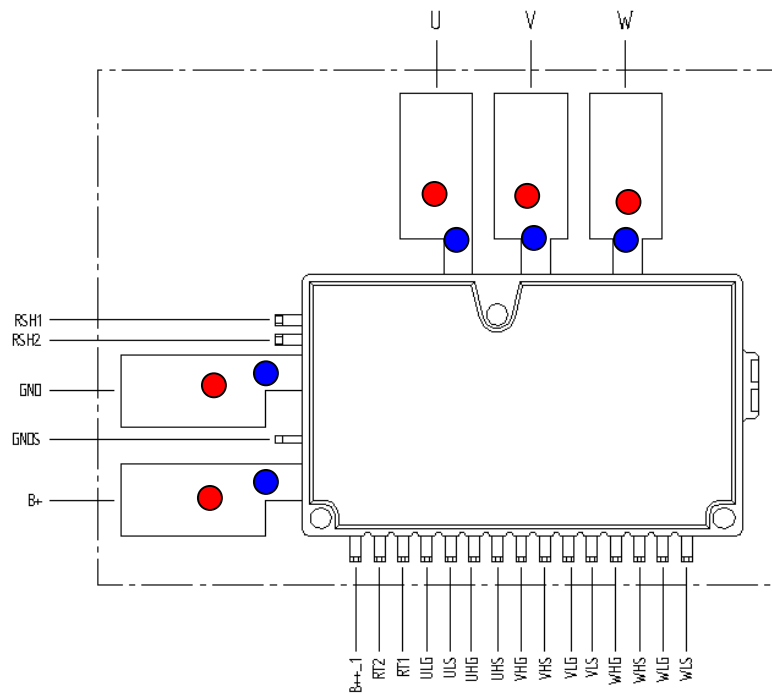 U V W
RSH1
RSH2
GND
GNDS
B+
B++_1 RT2 RT1 ULG ULS UHG UHS VHG VHS VLG VLS WHG WHS WLG WLS